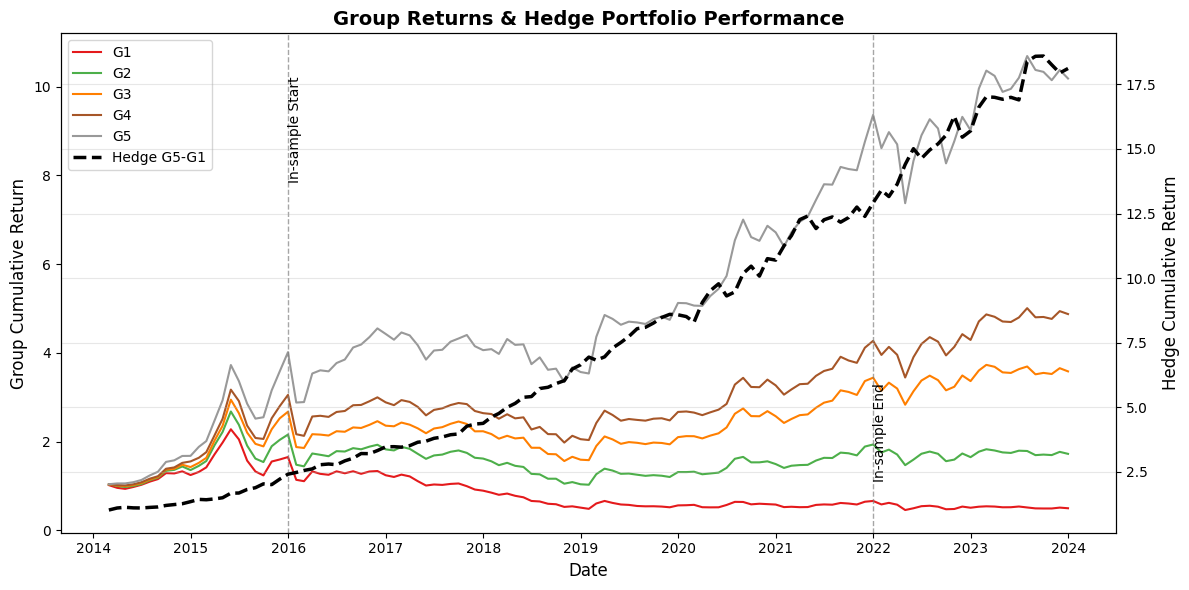 Group Returns & Hedge Portfolio Performance
G1
G2
G3
G4
G5
Hedge G5-G1
In-sample Start
In-sample End
Group Cumulative Return
10
8
6
4
2
0
Hedge Cumulative Return
17.5
15.0
12.5
10.0
7.5
5.0
2.5
2014 2015 2016 2017 2018 2019 2020 2021 2022 2023 2024
Date